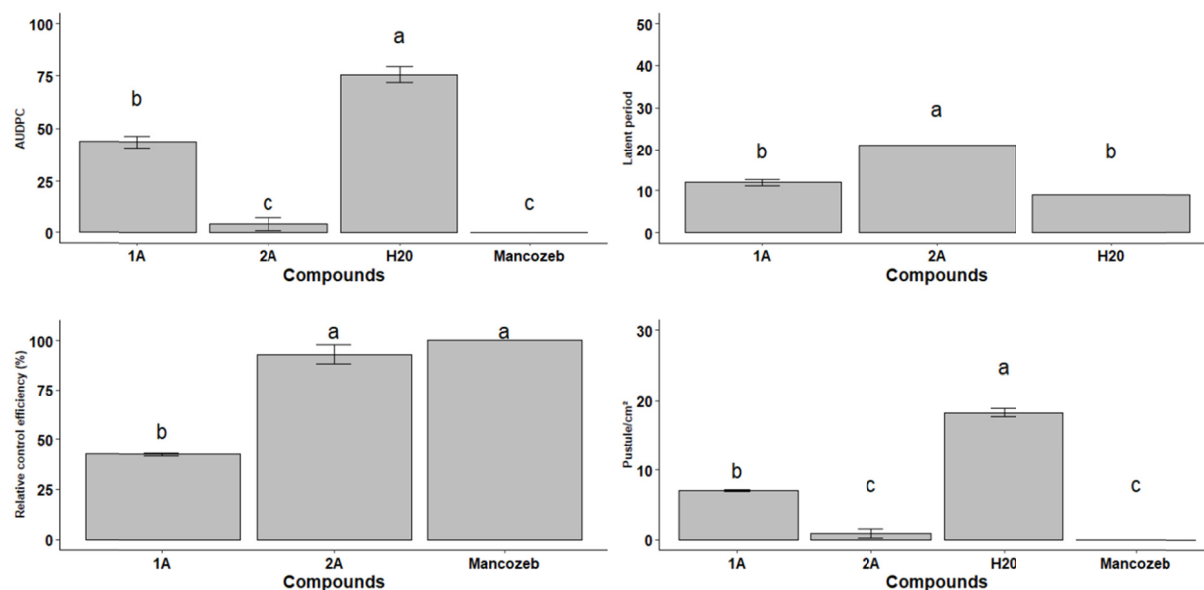 100
75
50
25
0
AUDPC
b
c
a
c
1A
2A
H20
Mancozeb
Compounds
50
40
30
20
10
0
Latent period
b
a
b
1A
2A
H20
Compounds
100
75
50
25
0
Relative control efficiency (%)
b
a
a
1A
2A
Mancozeb
Compounds
30
20
10
0
Pustule/cm²
b
c
a
c
1A
2A
H20
Mancozeb
Compounds